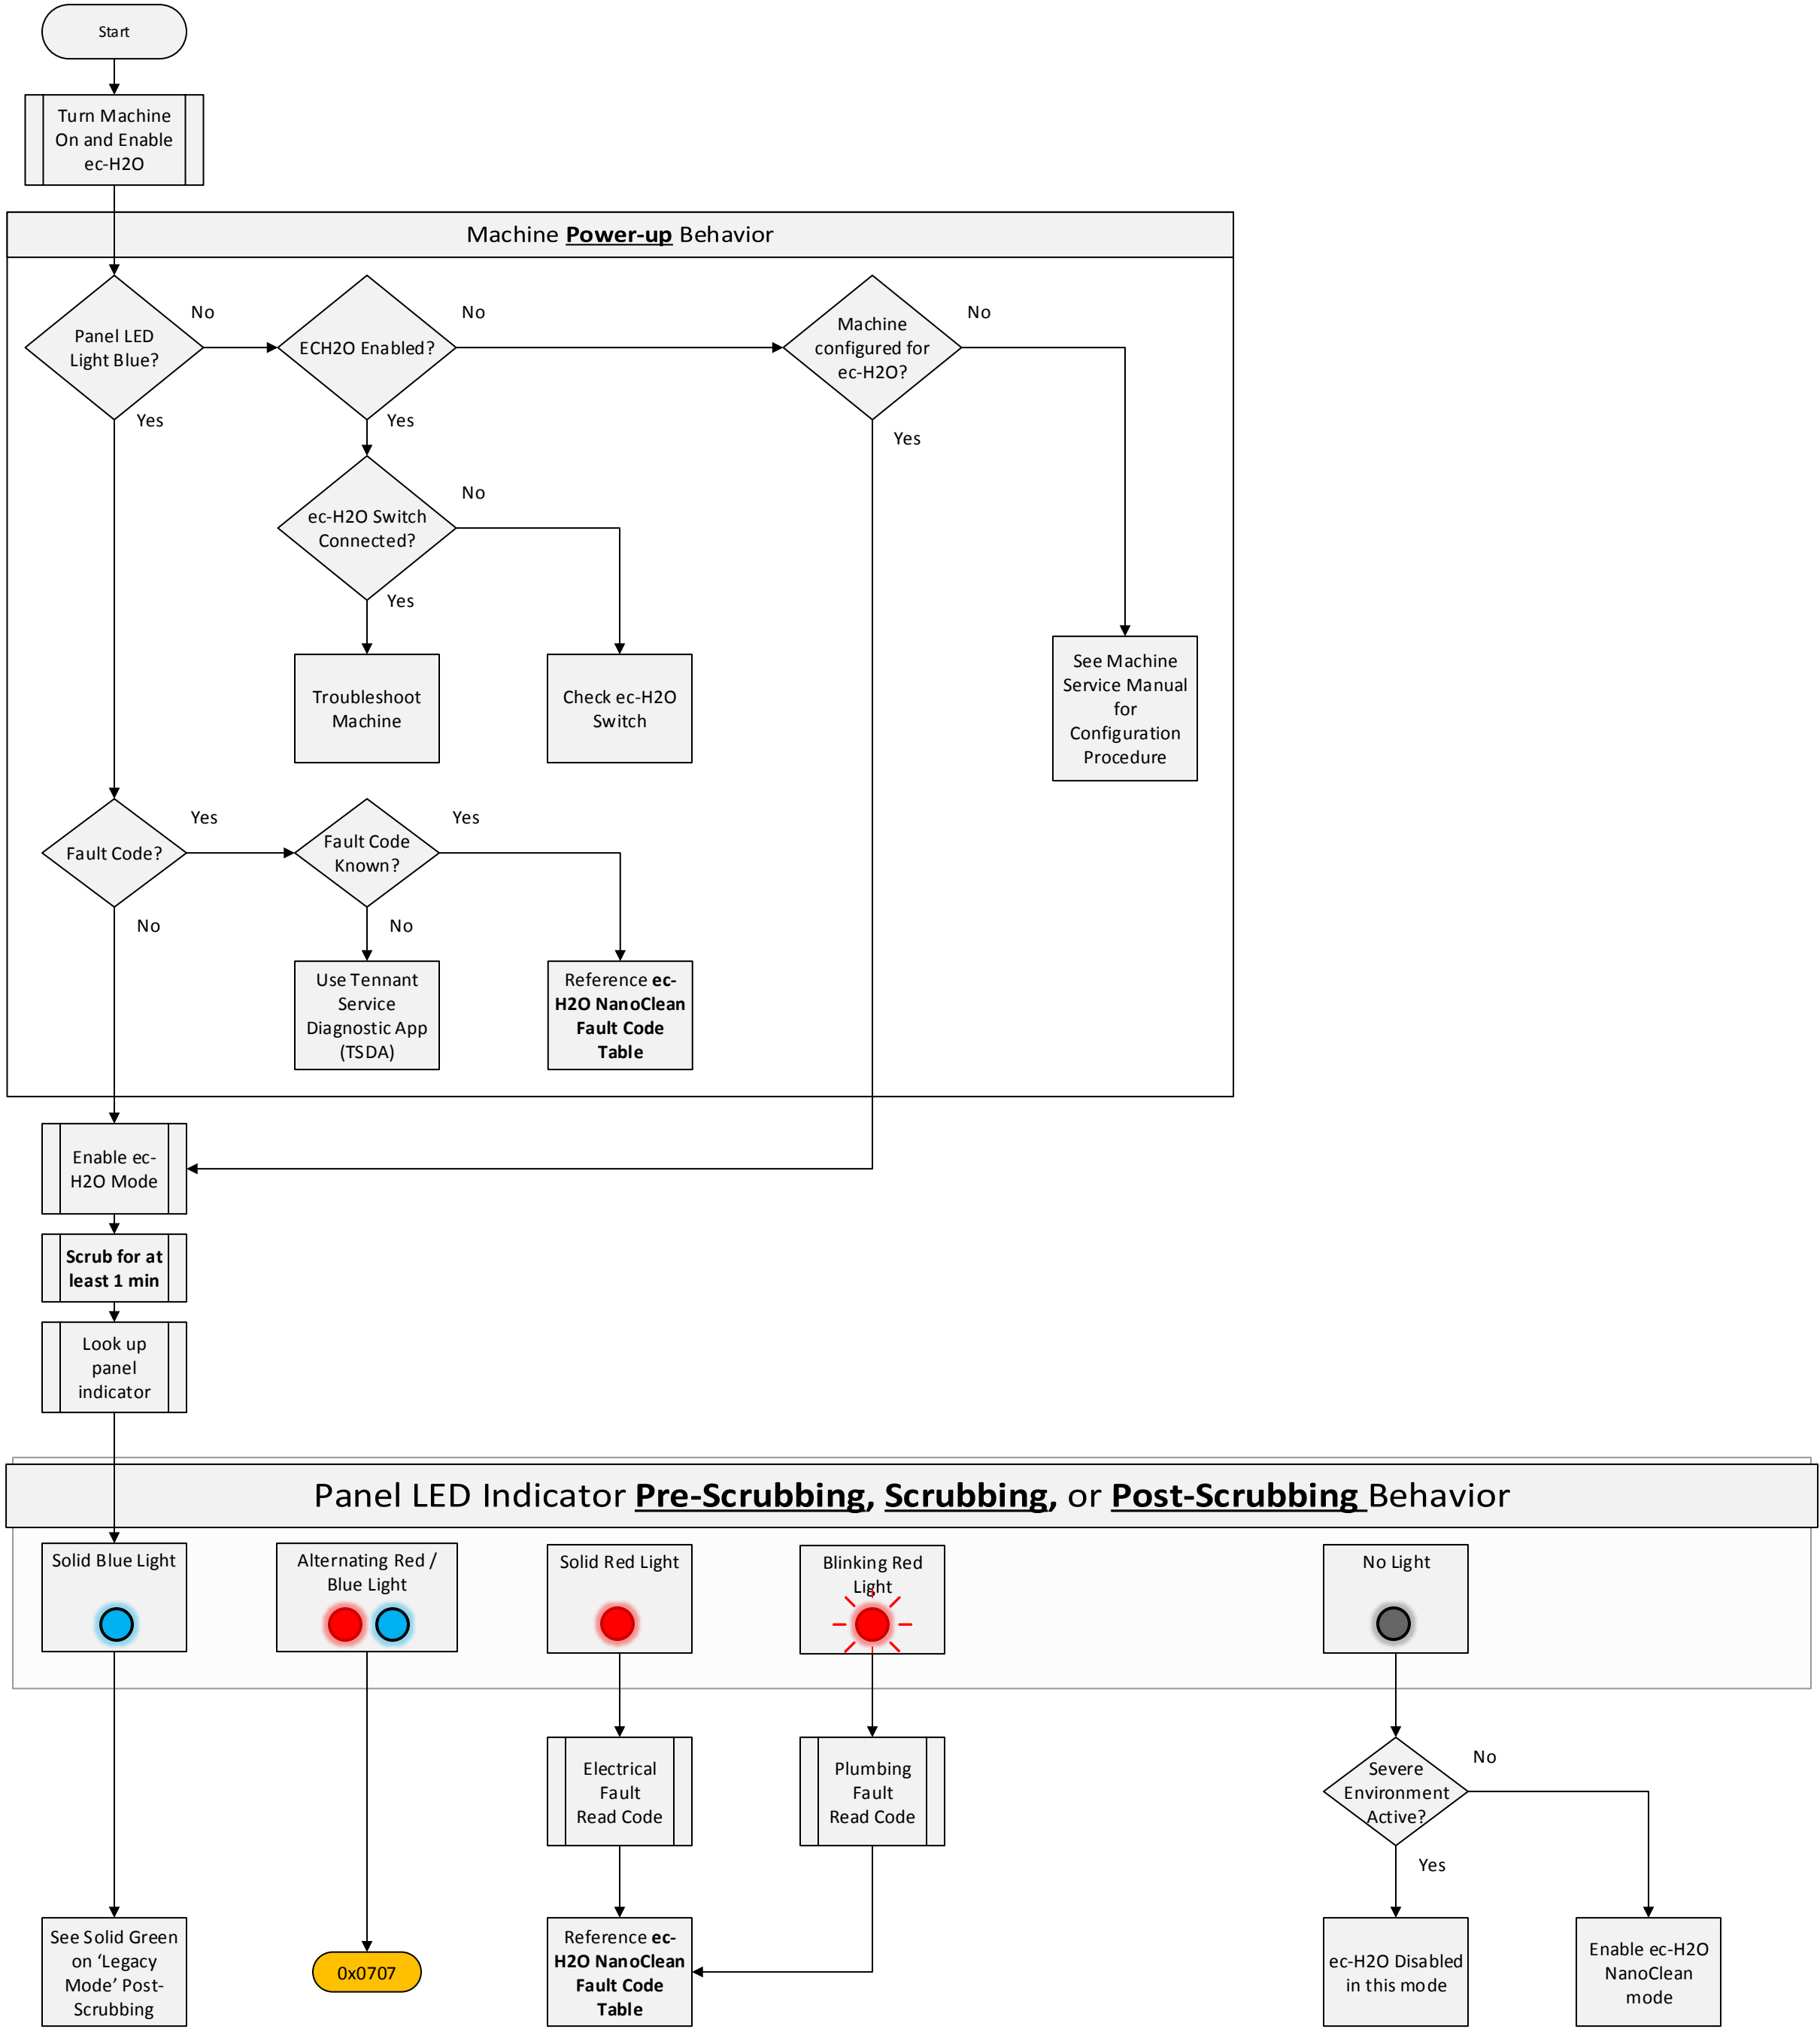 Start
Turn Machine
On and Enable
ec-H2O
Machine Power-up Behavior
Panel LED
Light Blue?
No
ECH2O Enabled?
No
Machine
configured for
ec-H2O?
No
Yes
Yes
Yes
ec-H2O Switch
Connected?
No
Yes
Troubleshoot
Machine
Check ec-H2O
Switch
See Machine
Service Manual
for
Configuration
Procedure
Fault Code?
Yes
Fault Code
Known?
Yes
No
No
Use Tennant
Service
Diagnostic App
(TSDA)
Reference ec-
H2O NanoClean
Fault Code
Table
Enable ec-
H2O Mode
Scrub for at
least 1 min
Look up
panel
indicator
Panel LED Indicator Pre-Scrubbing, Scrubbing, or Post-Scrubbing Behavior
Solid Blue Light
Alternating Red /
Blue Light
Solid Red Light
Blinking Red
Light
No Light
Electrical
Fault
Read Code
Plumbing
Fault
Read Code
Severe
Environment
Active?
No
Yes
See Solid Green
on ‘Legacy
Mode’ Post-
Scrubbing
0x0707
Reference ec-
H2O NanoClean
Fault Code
Table
ec-H2O Disabled
in this mode
Enable ec-H2O
NanoClean
mode